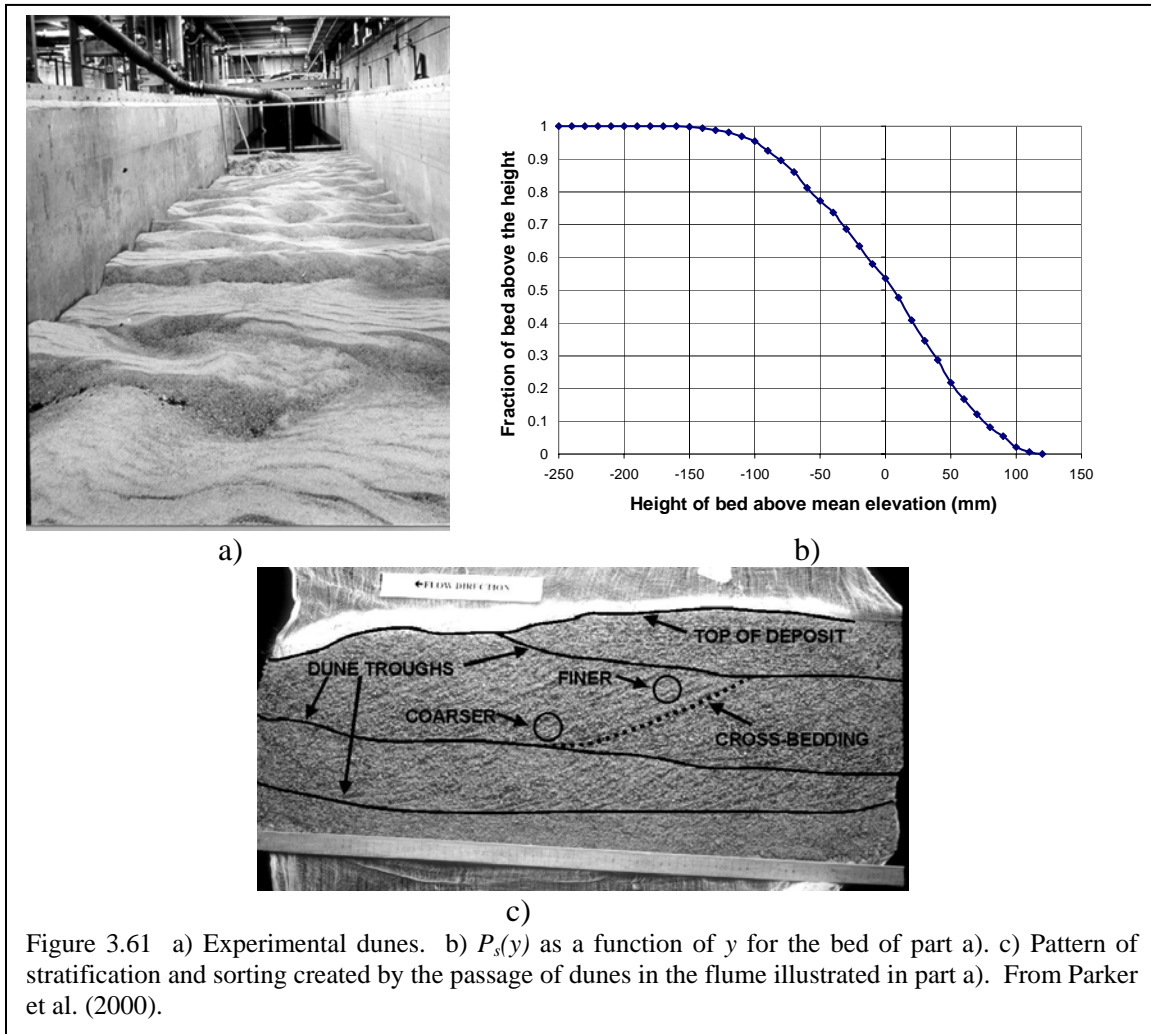 1
0.9
0.8
0.7
0.6
0.5
0.4
0.3
0.2
0.1
0
-250 -200 -150 -100 -50 0 50 100 150
Fraction of bed above the height
Height of bed above mean elevation (mm)
a)
b)
←FLOW DIRECTION
TOP OF DEPOSIT
DUNE TROUGHS
FINER
COARSER
CROSS-BEDDING
c)
Figure 3.61 a) Experimental dunes. b) Ps(y) as a function of y for the bed of part a). c) Pattern of
stratification and sorting created by the passage of dunes in the flume illustrated in part a). From Parker
et al. (2000).